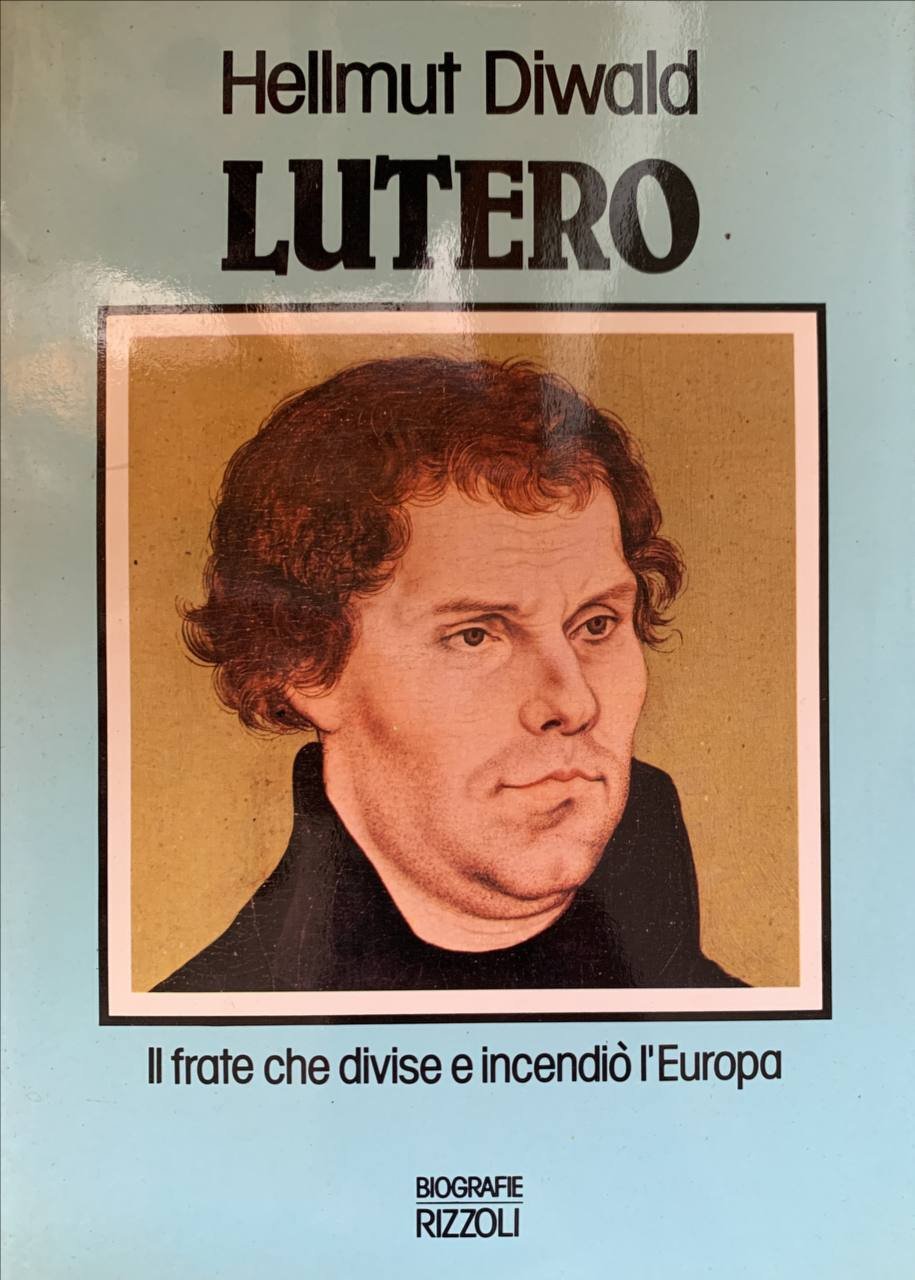 Hellmut Diwald
LUTERO
Il frate che divise e incendiò l'Europa
BIOGRAFIE
RIZZOLI